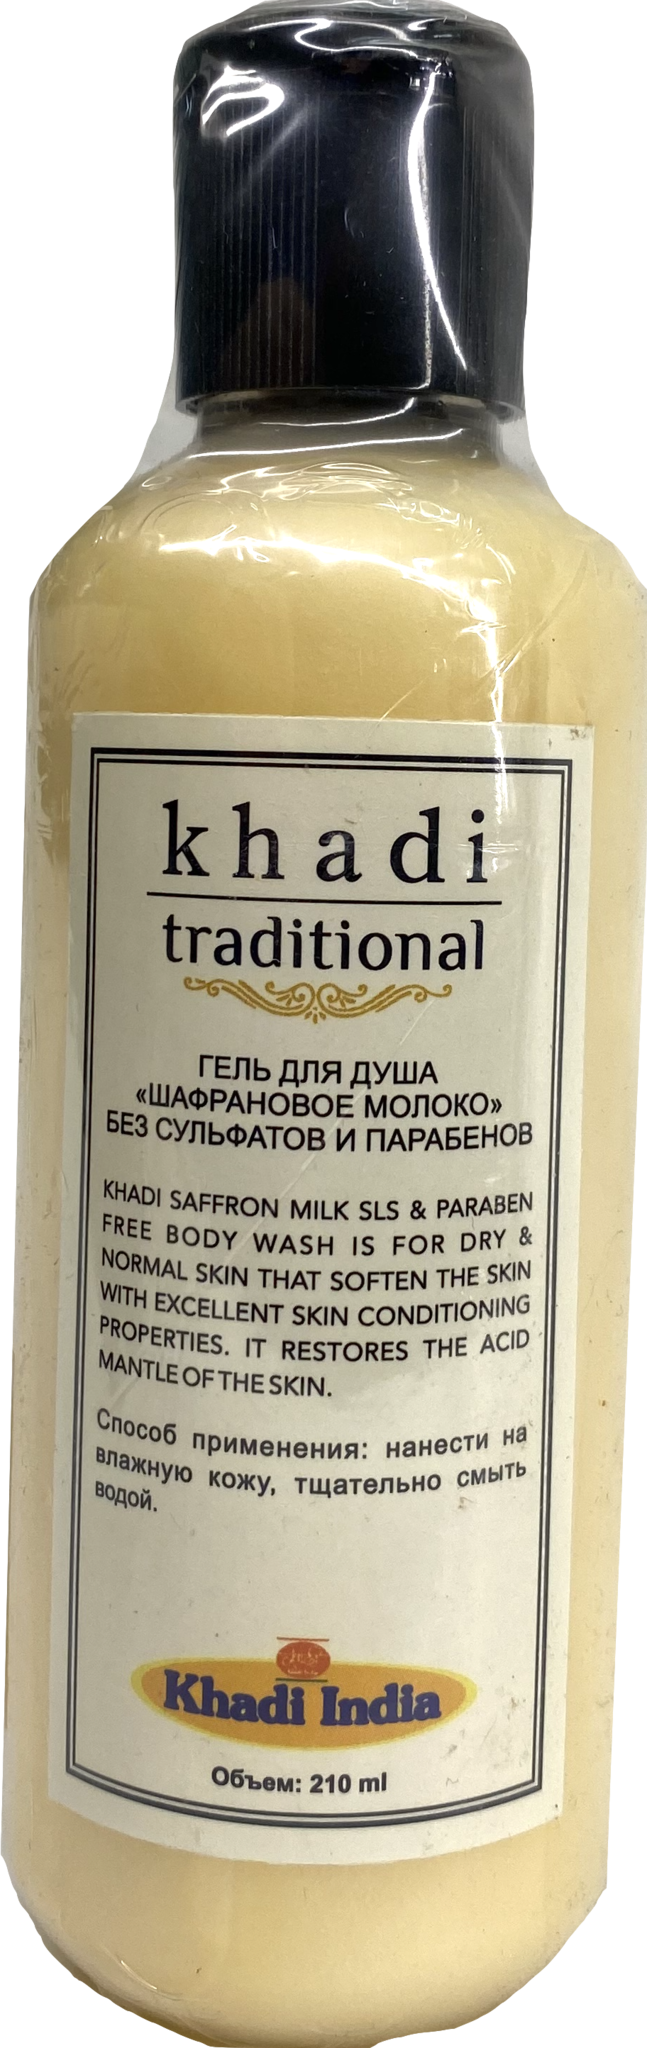 khadi
traditional
ГЕЛЬ ДЛЯ ДУША
«ШАФРАНОВОЕ МОЛОКО»
БЕЗ СУЛЬФАТОВ И ПАРАБЕНОВ
KHADI SAFFRON MILK SLS & PARABEN
FREE BODY WASH IS FOR DRY &
NORMAL SKIN THAT SOFTEN THE SKIN
WITH EXCELLENT SKIN CONDITIONING
PROPERTIES. IT RESTORES THE ACID
MANTLE OF THE SKIN.
Способ применения: нанести на
влажную кожу, тщательно смыть
водой.
Khadi India
Объем: 210 ml